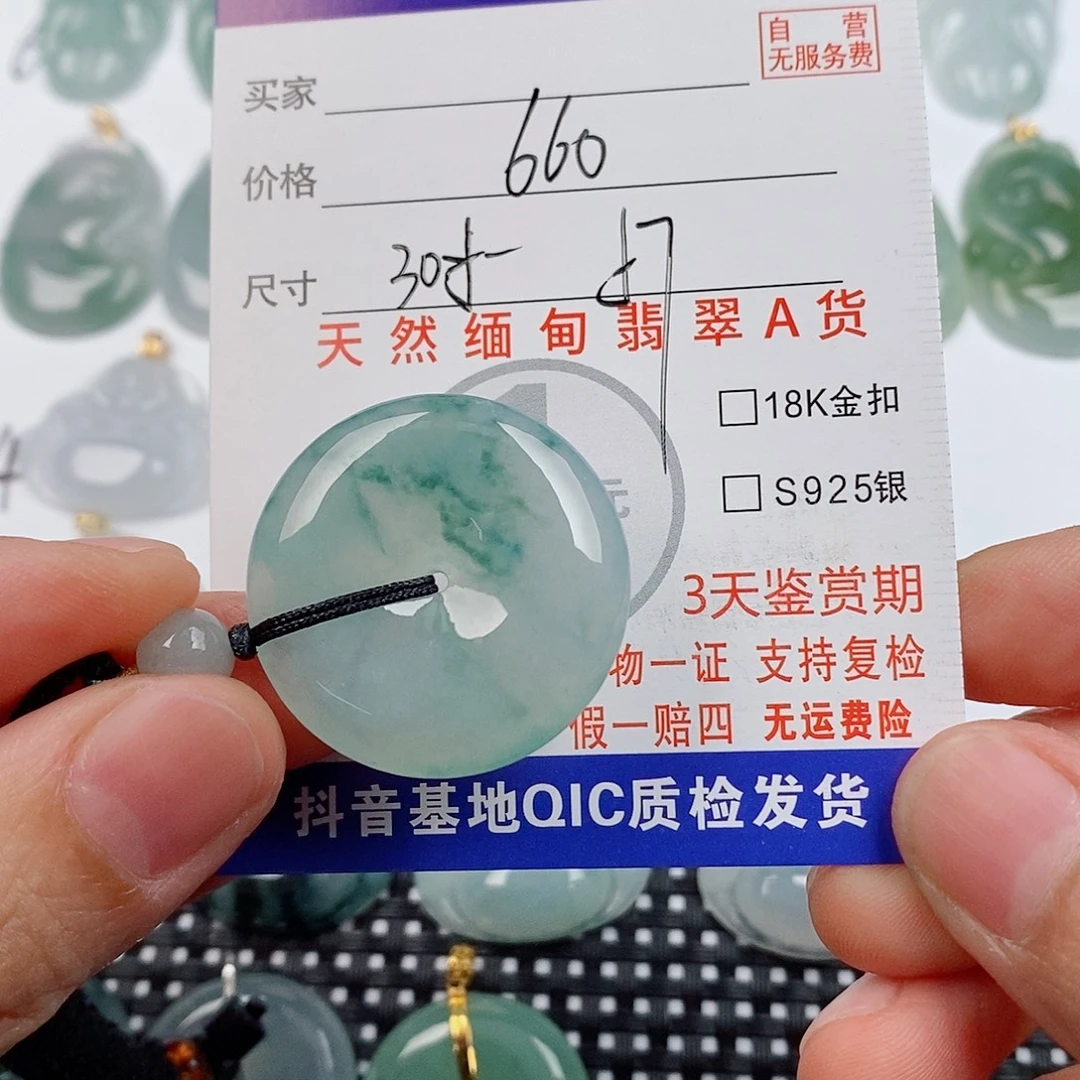 自 营
无服务费
买家
价格 660
尺寸 30
天然缅甸翡翠A货
18K金扣
元
S925银
3天鉴赏期
物一证 支持复检
假一赔四 无运费险
抖音基地QIC质检发货